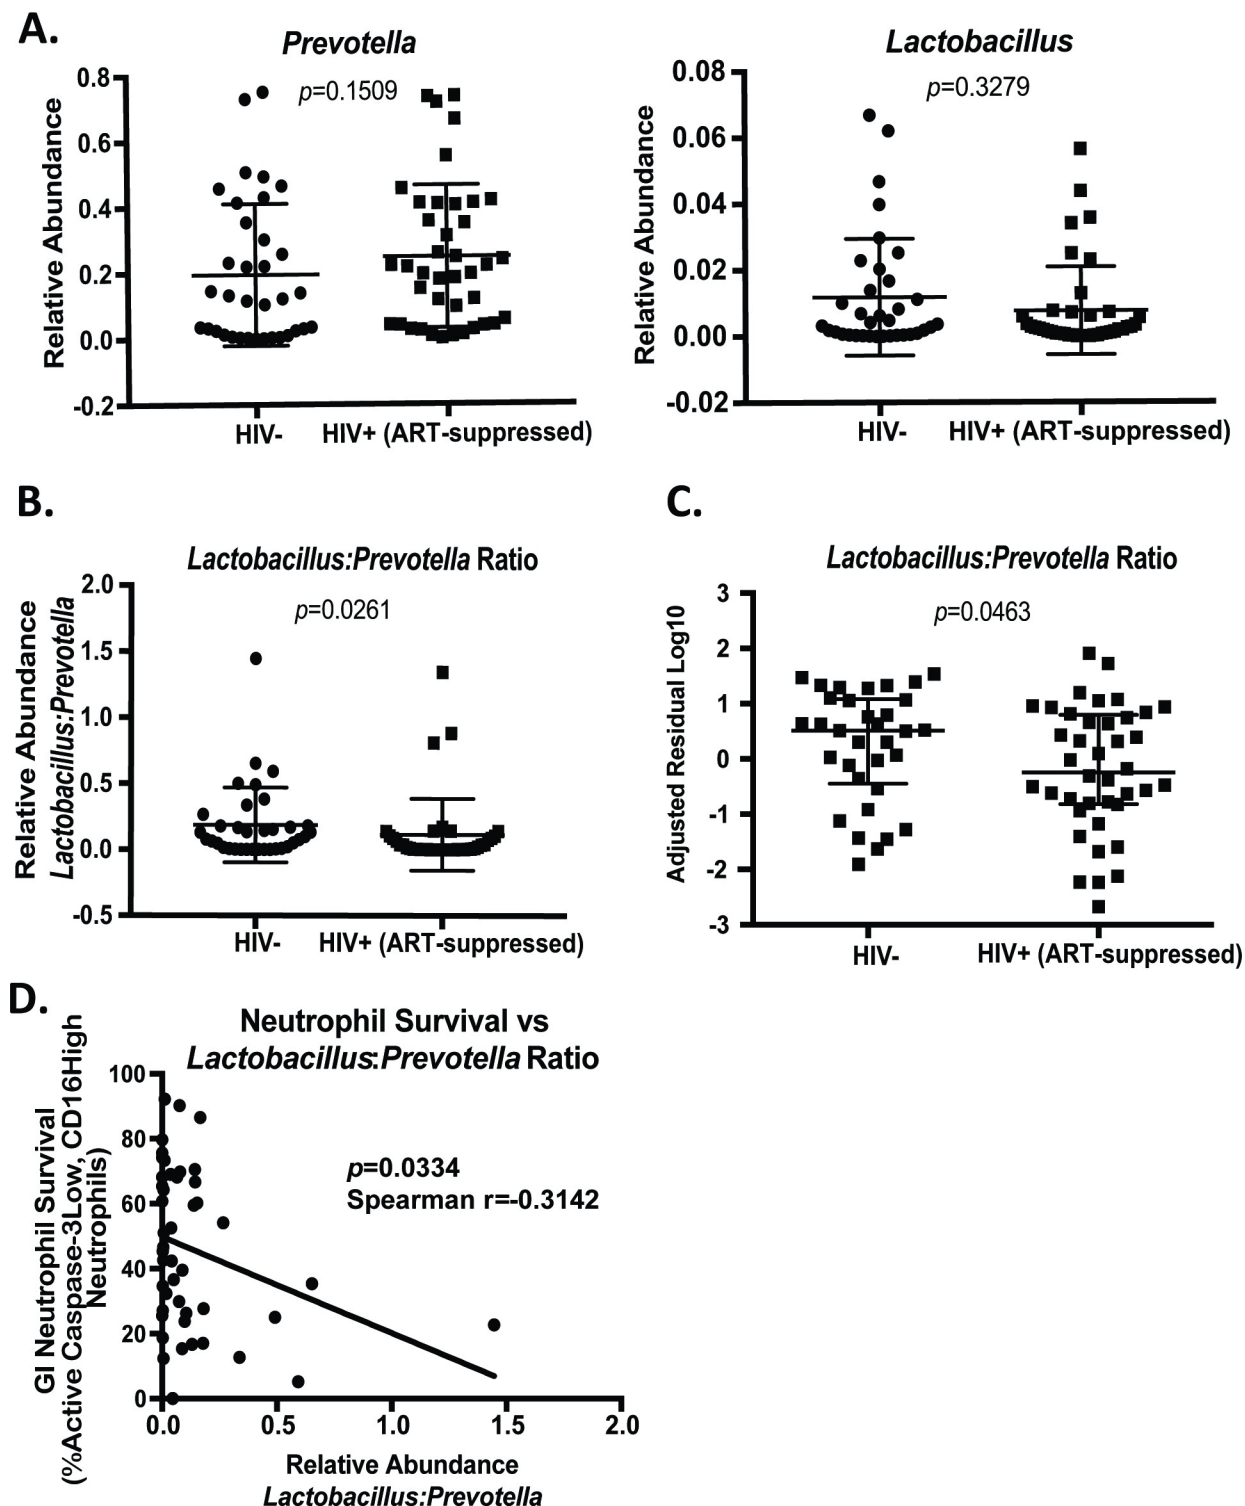 A.
Prevotella
p=0.1509
Relative Abundance
0.8
0.6
0.4
0.2
0.0
-0.2
HIV-
HIV+ (ART-suppressed)
Lactobacillus
p=0.3279
Relative Abundance
0.08
0.06
0.04
0.02
0.00
-0.02
HIV-
HIV+ (ART-suppressed)
B.
Lactobacillus:Prevotella Ratio
p=0.0261
Relative Abundance
Lactobacillus:Prevotella
2.0
1.5
1.0
0.5
0.0
-0.5
HIV-
HIV+ (ART-suppressed)
C.
Lactobacillus:Prevotella Ratio
p=0.0463
Adjusted Residual Log10
3
2
1
0
-1
-2
-3
HIV-
HIV+ (ART-suppressed)
D.
Neutrophil Survival vs
Lactobacillus:Prevotella Ratio
GI Neutrophil Survival
(%Active Caspase-3Low, CD16High
Neutrophils)
100
80
60
40
20
0
p=0.0334
Spearman r=-0.3142
0.0
0.5
1.0
1.5
2.0
Relative Abundance
Lactobacillus:Prevotella